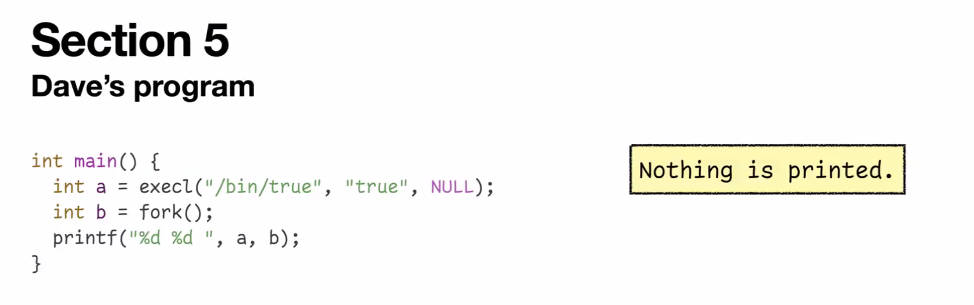 Section 5
Dave’s program
int main() {
  int a = execl("/bin/true", "true", NULL);
  int b = fork();
  printf("%d %d ", a, b);
}
Nothing is printed.